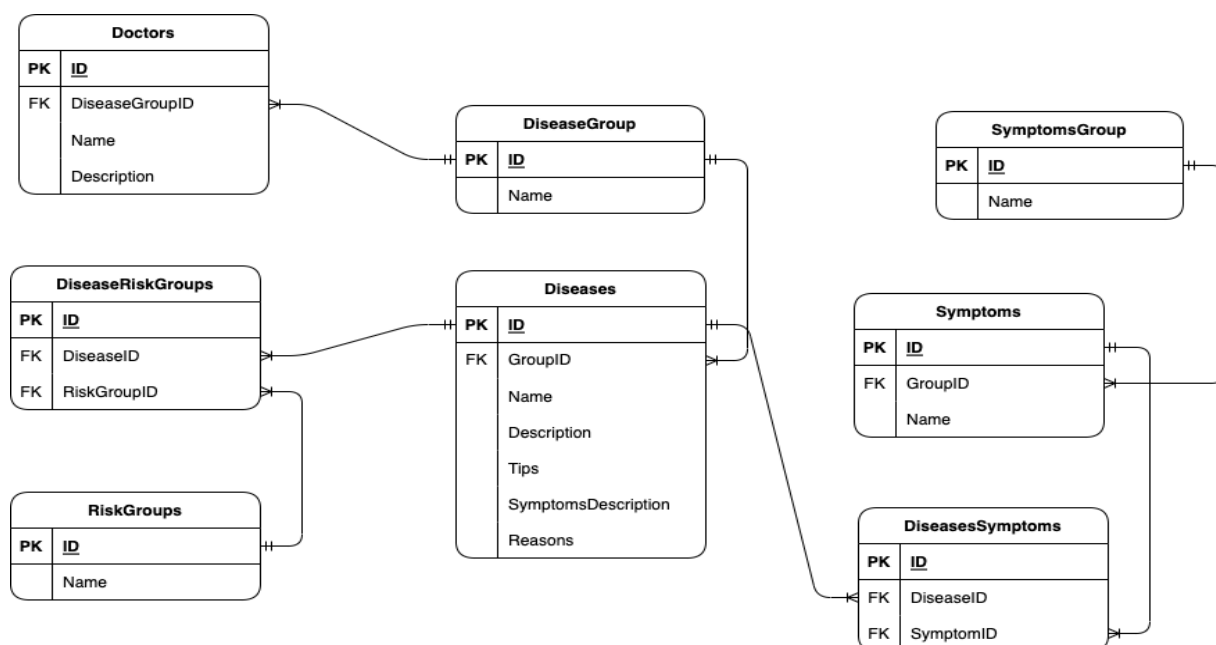 Doctors
PK ID
FK DiseaseGroupID
Name
Description
DiseaseGroup
PK ID
Name
SymptomsGroup
PK ID
Name
DiseaseRiskGroups
PK ID
FK DiseaseID
FK RiskGroupID
Diseases
PK ID
FK GroupID
Name
Description
Tips
SymptomsDescription
Reasons
Symptoms
PK ID
FK GroupID
Name
RiskGroups
PK ID
Name
DiseasesSymptoms
PK ID
FK DiseaseID
FK SymptomID